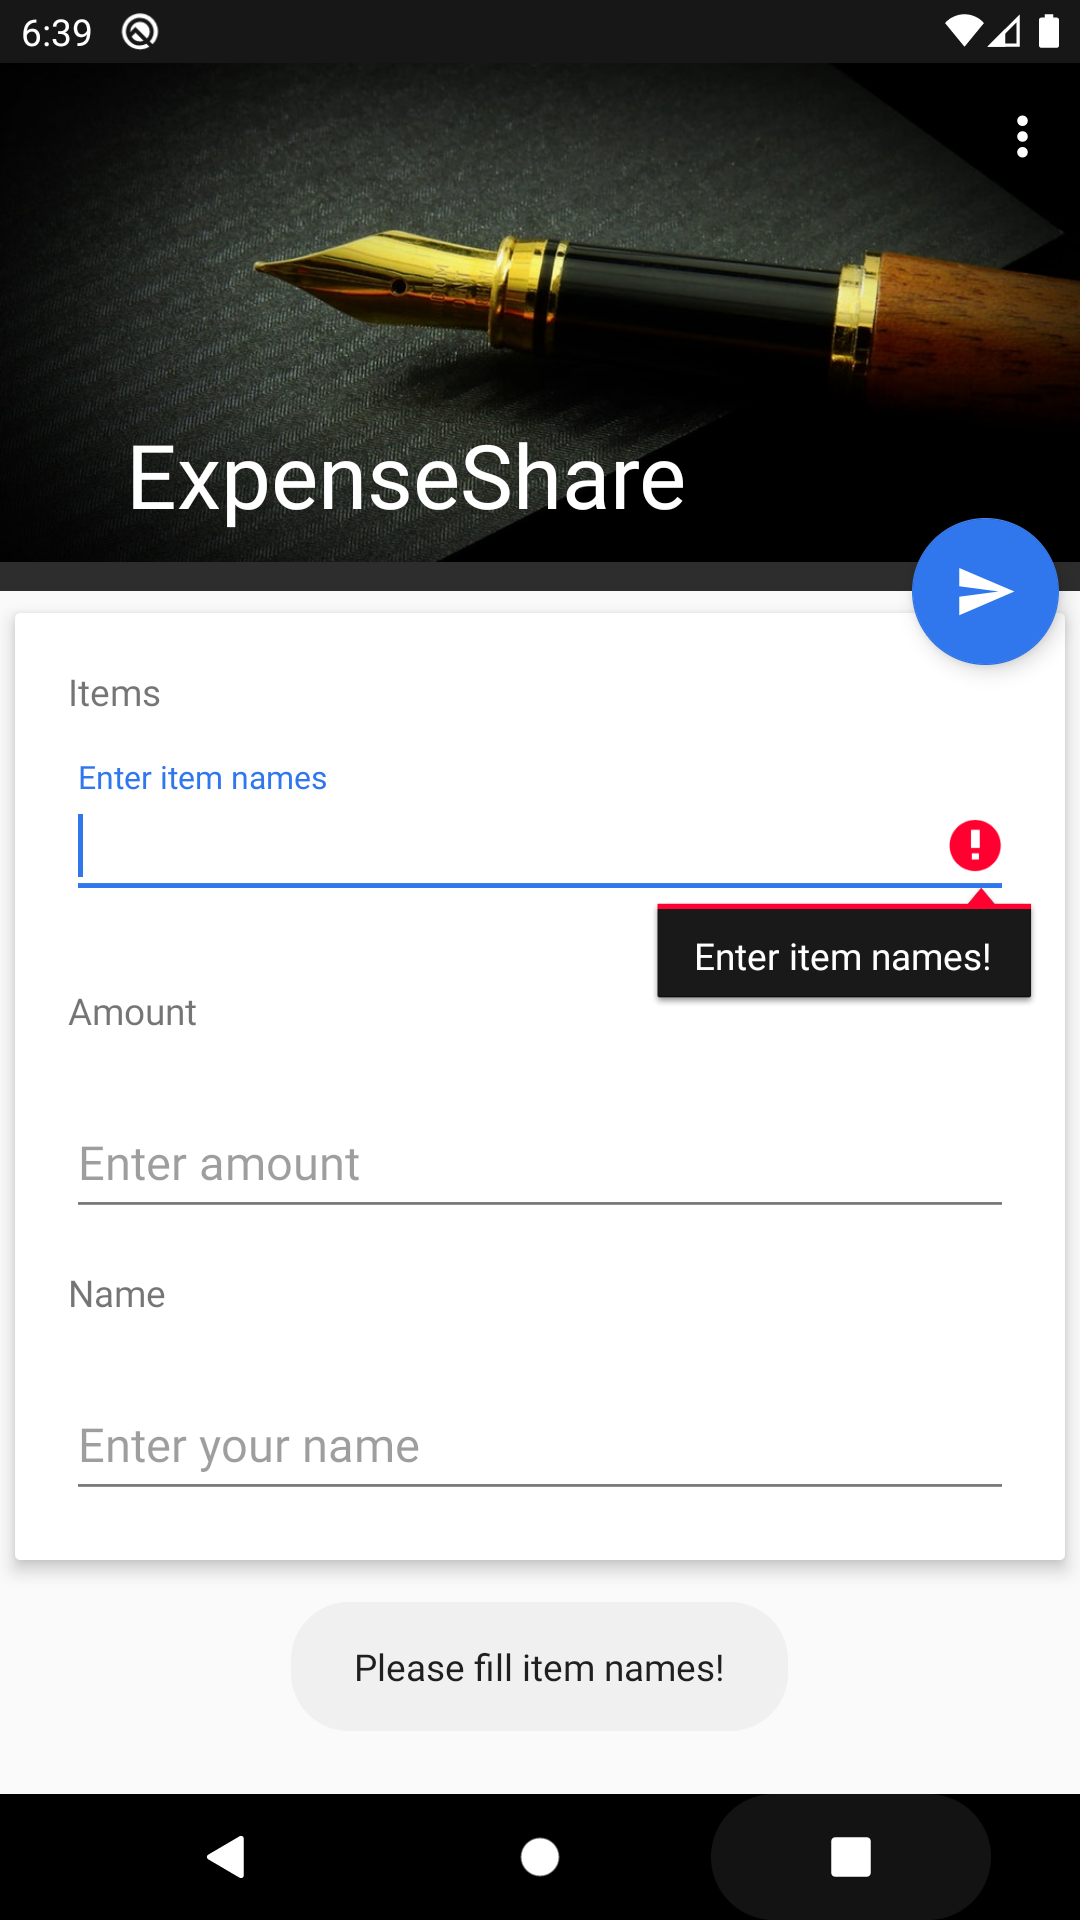 6:39
ExpenseShare
Items
Enter item names
Enter item names!
Amount
Enter amount
Name
Enter your name
Please fill item names!